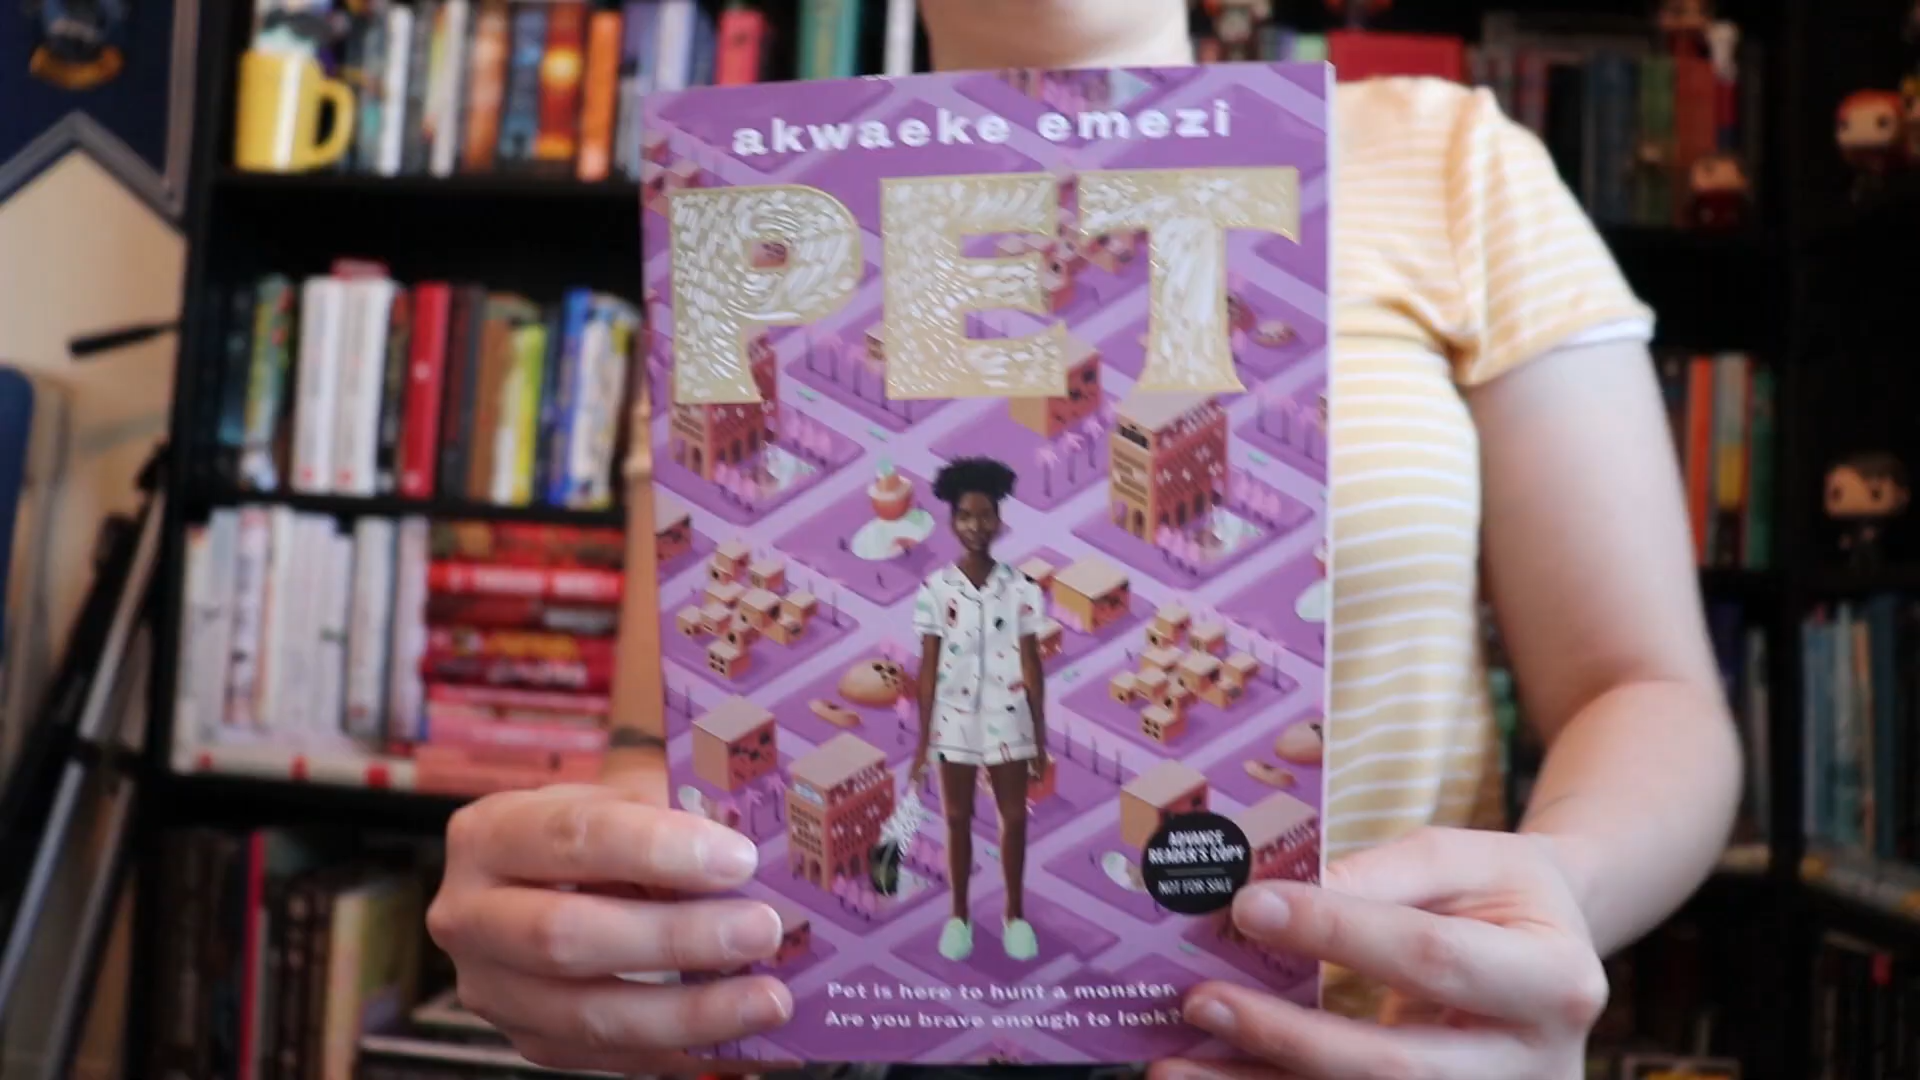 akwaeke emezi
PET
ADVANCE
READER'S COPY
NOT FOR SALE
Pet is here to hunt a monster.
Are you brave enough to look?